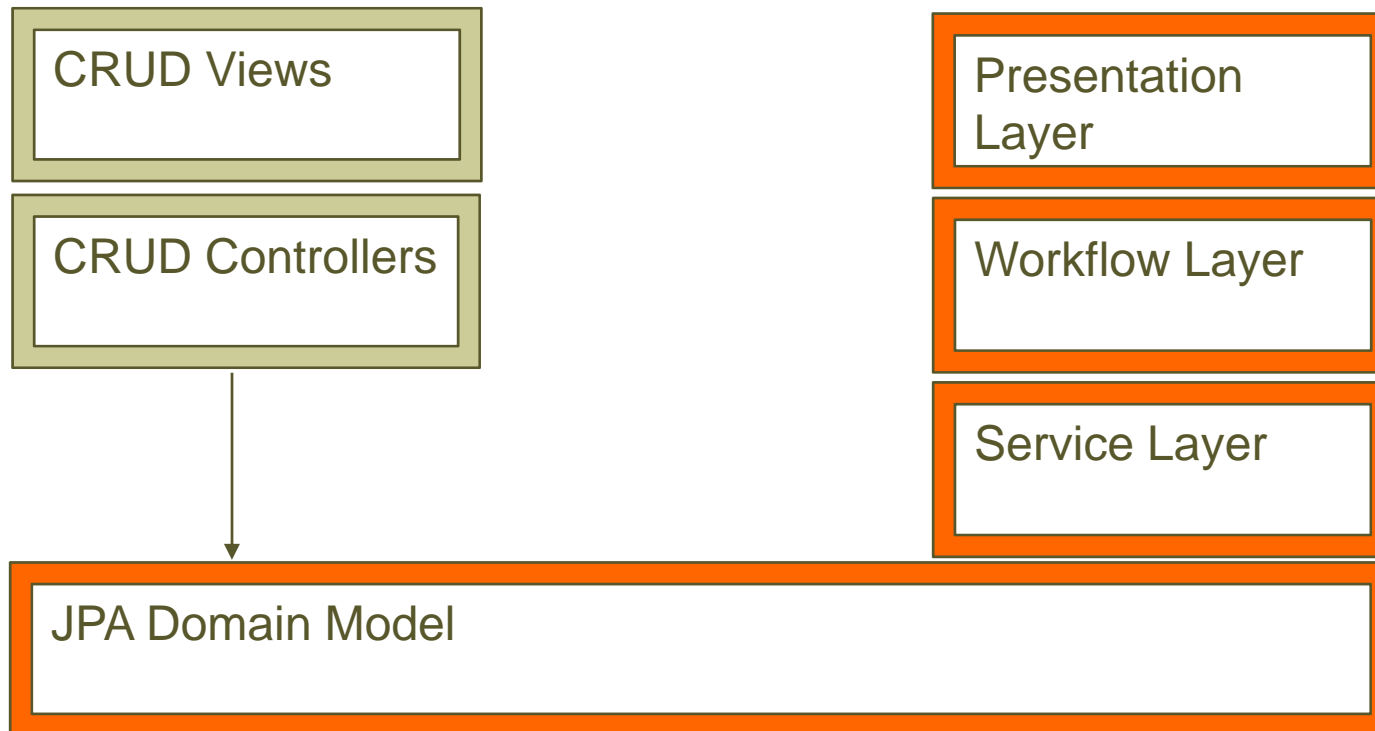 CRUD Views
CRUD Controllers
Presentation
Layer
Workflow Layer
Service Layer
JPA Domain Model